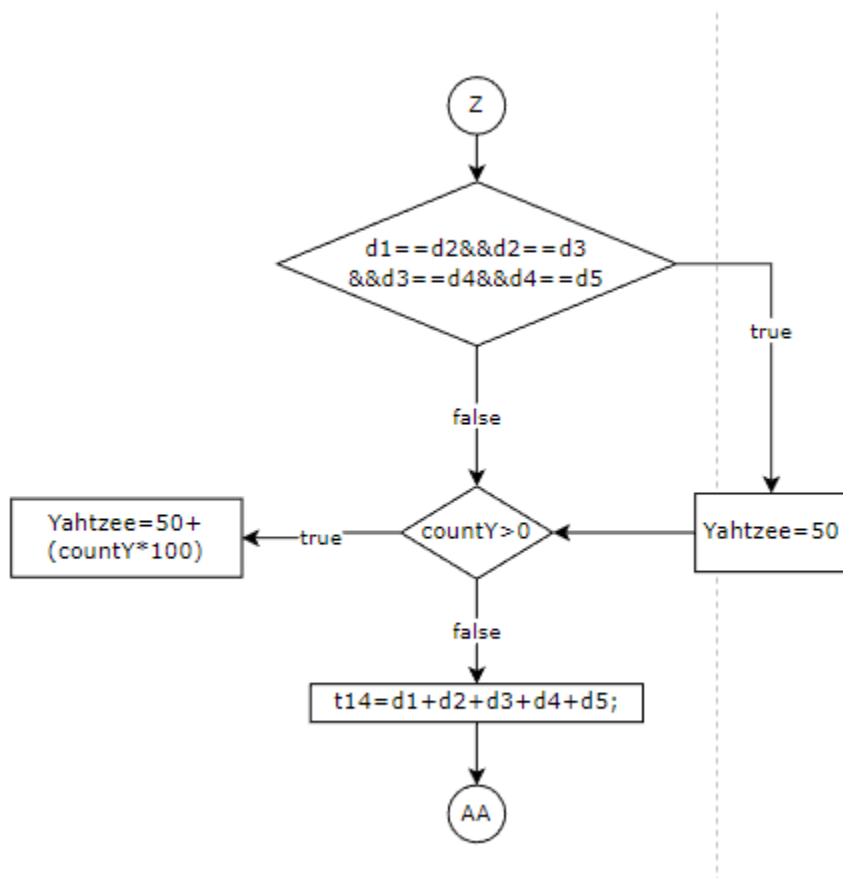 Z
d1==d2&&d2==d3
&&d3==d4&&d4==d5
true
false
Yahtzee=50+
(countY*100)
true
countY>0
Yahtzee=50
false
t14=d1+d2+d3+d4+d5;
AA